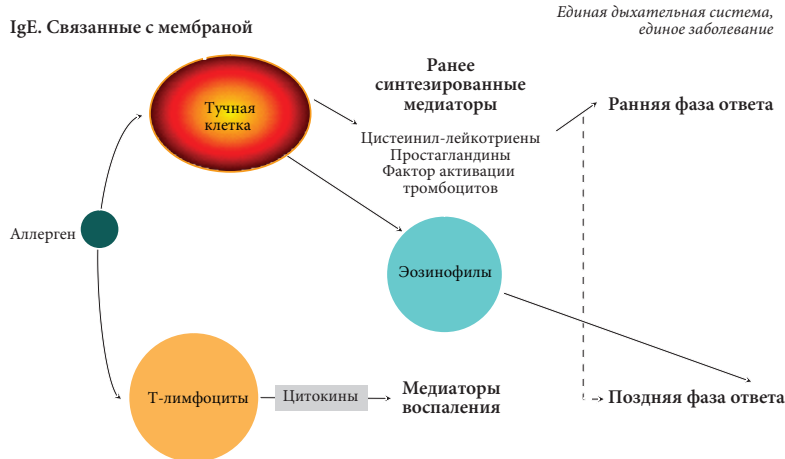 IgE. Связанные с мембраной
Единая дыхательная система,
единое заболевание
Тучная
клетка
Ранее
синтезированные
медиаторы
Цистеинил-лейкотриены
Простагландины
Фактор активации
тромбоцитов
Ранняя фаза ответа
Аллерген
Эозинофилы
Т-лимфоциты
Цитокины
Медиаторы
воспаления
Поздняя фаза ответа